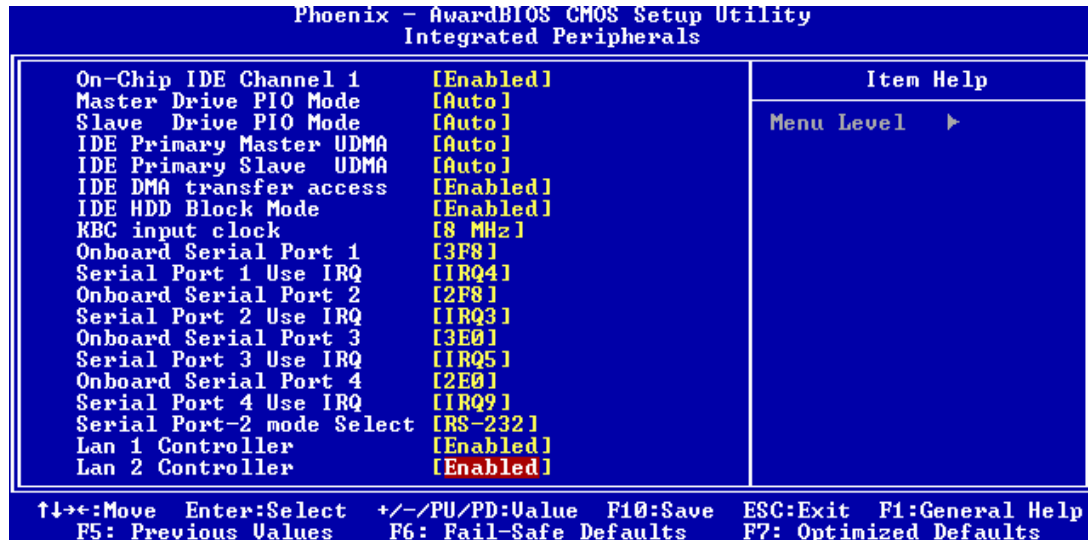 Phoenix - AwardBIOS CMOS Setup Utility
Integrated Peripherals
On-Chip IDE Channel 1 [Enabled]
Master Drive PIO Mode [Auto]
Slave Drive PIO Mode [Auto]
IDE Primary Master UDMA [Auto]
IDE Primary Slave UDMA [Auto]
IDE DMA transfer access [Enabled]
IDE HDD Block Mode [Enabled]
KBC input clock [8 MHz]
Onboard Serial Port 1 [3F8]
Serial Port 1 Use IRQ [IRQ4]
Onboard Serial Port 2 [2F8]
Serial Port 2 Use IRQ [IRQ3]
Onboard Serial Port 3 [3E0]
Serial Port 3 Use IRQ [IRQ5]
Onboard Serial Port 4 [2E0]
Serial Port 4 Use IRQ [IRQ9]
Serial Port-2 mode Select [RS-232]
Lan 1 Controller [Enabled]
Lan 2 Controller [Enabled]
Item Help
Menu Level ►
↑↓→←:Move Enter:Select +/-/PU/PD:Value F10:Save ESC:Exit F1:General Help
F5: Previous Values F6: Fail-Safe Defaults F7: Optimized Defaults